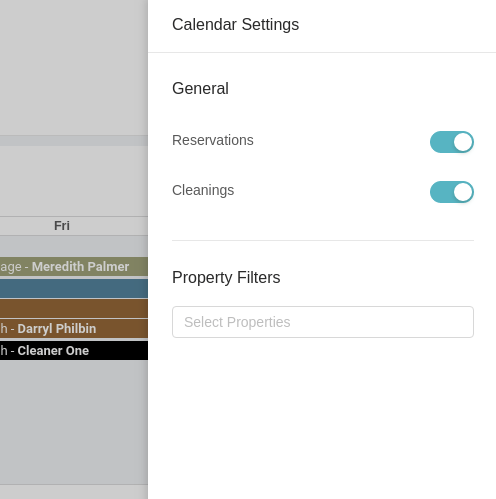 Calendar Settings
General
Reservations
Cleanings
Property Filters
Select Properties
Fri
age - Meredith Palmer
h - Darryl Philbin
h - Cleaner One